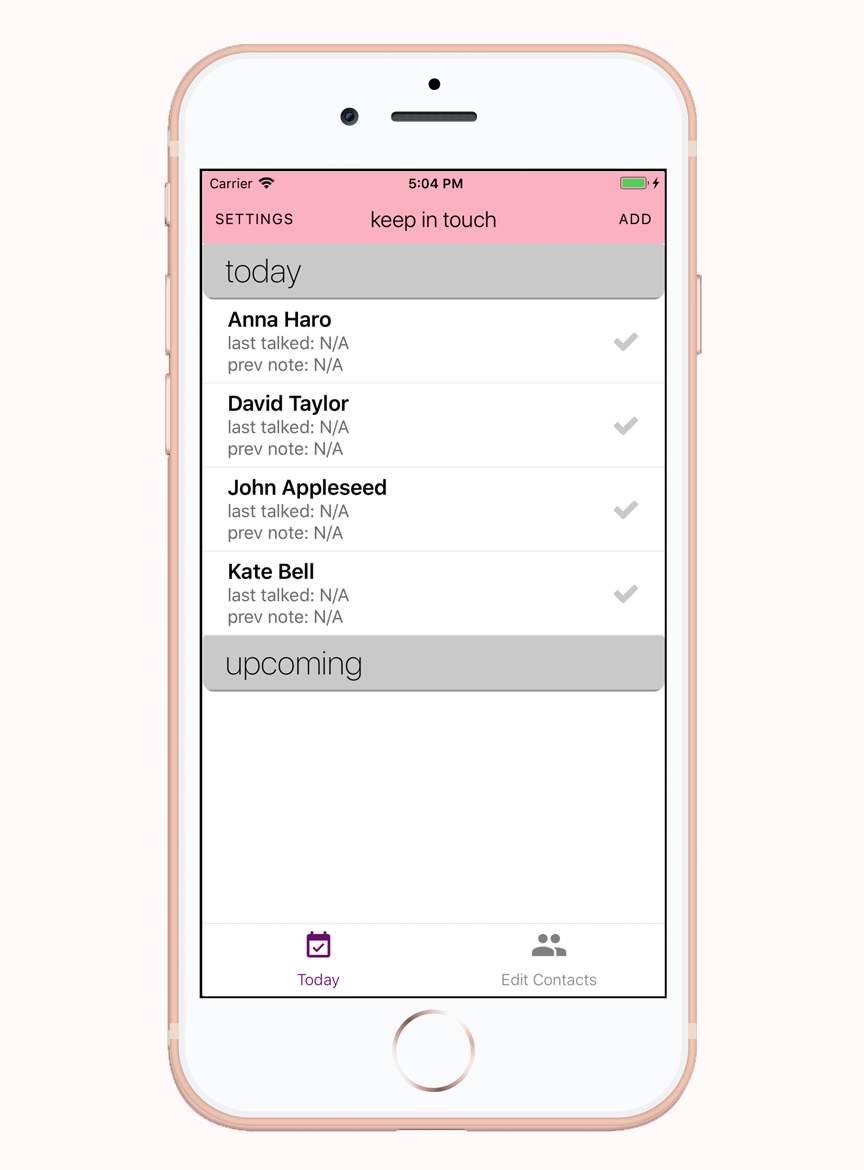 Carrier 5:04 PM
SETTINGS keep in touch ADD
today
Anna Haro
last talked: N/A
prev note: N/A
David Taylor
last talked: N/A
prev note: N/A
John Appleseed
last talked: N/A
prev note: N/A
Kate Bell
last talked: N/A
prev note: N/A
upcoming
Today Edit Contacts